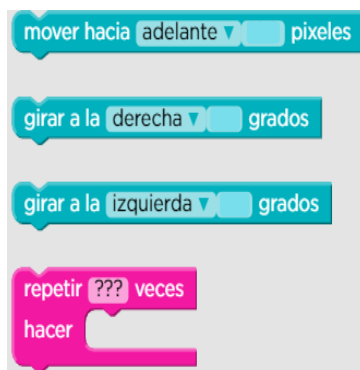 mover hacia adelante ▼ pixeles
girar a la derecha ▼ grados
girar a la izquierda ▼ grados
repetir ??? veces
hacer